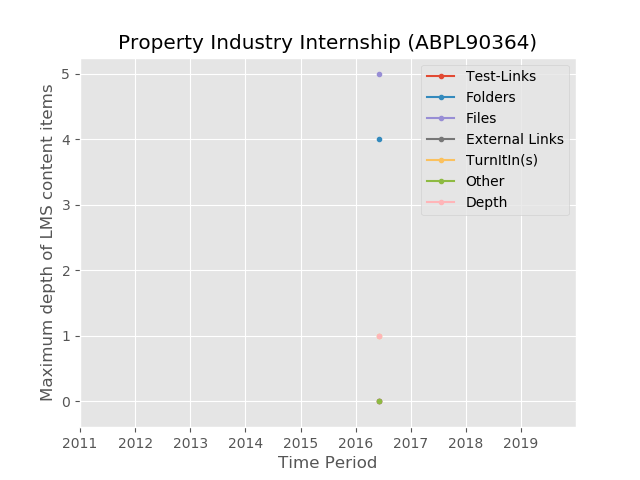 Property Industry Internship (ABPL90364)
Maximum depth of LMS content items
5
4
3
2
1
0
Test-Links
Folders
Files
External Links
TurnItIn(s)
Other
Depth
2011 2012 2013 2014 2015 2016 2017 2018 2019
Time Period